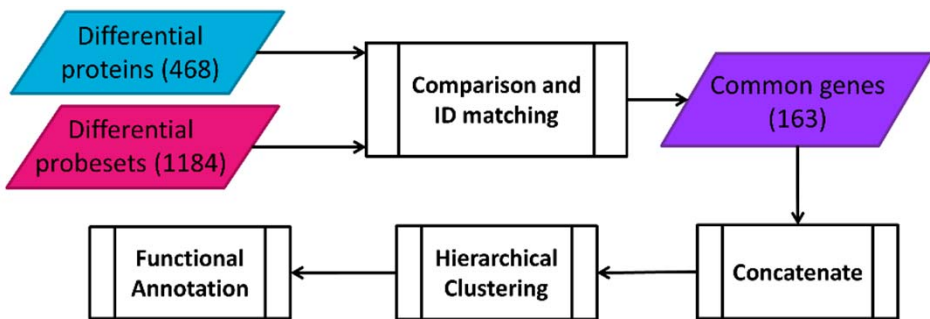 Differential
proteins (468)
Differential
probesets (1184)
Comparison and
ID matching
Common genes
(163)
Functional
Annotation
Hierarchical
Clustering
Concatenate